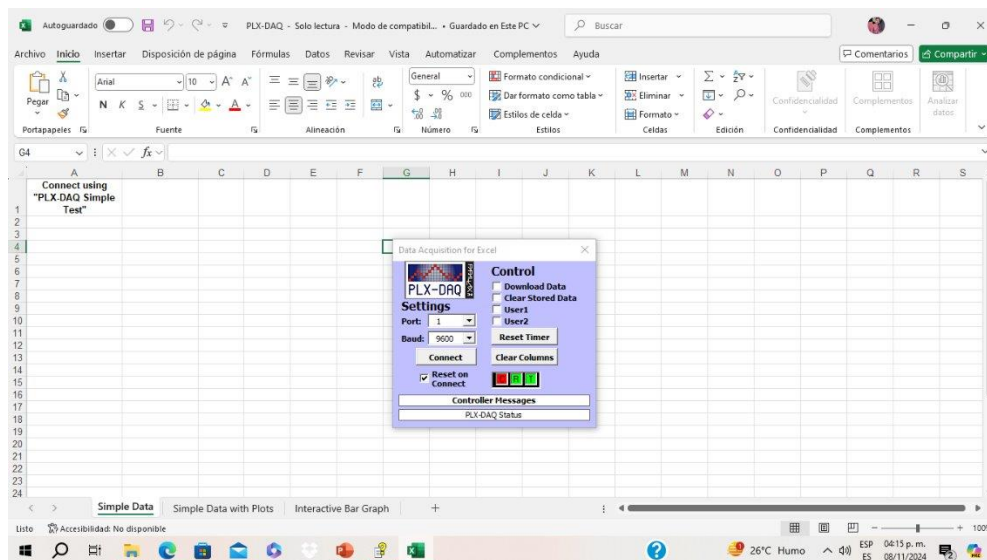 Autoguardado
PLX-DAQ - Solo lectura - Modo de compatibil... • Guardado en Este PC
Buscar
Archivo Inicio Insertar Disposición de página Fórmulas Datos Revisar Vista Automatizar Complementos Ayuda
Comentarios Compartir
Pegar
Arial 10 A^ A˅
N K S A
ab
General
$ % 000
Formato condicional
Dar formato como tabla
Estilos de celda
Insertar
Eliminar
Formato
Confidencialidad
Complementos
Analizar datos
Portapapeles Fuente Alineación Número Estilos Celdas Edición Confidencialidad Complementos
G4 fx
A B C D E F G H I J K L M N O P Q R S
Connect using
"PLX-DAQ Simple
Test"
1
2
3
4
5
6
7
8
9
10
11
12
13
14
15
16
17
18
19
20
21
22
23
24
Data Acquisition for Excel
PLX-DAQ
Settings
Port: 1
Baud: 9600
Connect
Reset on
Connect
Control
Download Data
Clear Stored Data
User1
User2
Reset Timer
Clear Columns
Controller Messages
PLX-DAQ Status
Simple Data Simple Data with Plots Interactive Bar Graph +
Listo Accesibilidad: No disponible
100%
26°C Humo
ESP
ES
04:15 p. m.
08/11/2024